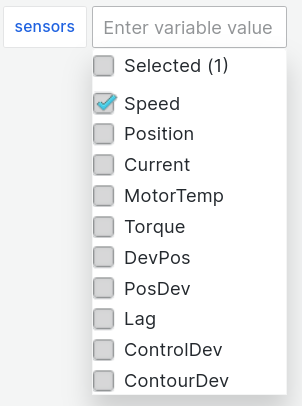 sensors
Enter variable value
Selected (1)
Speed
Position
Current
MotorTemp
Torque
DevPos
PosDev
Lag
ControlDev
ContourDev